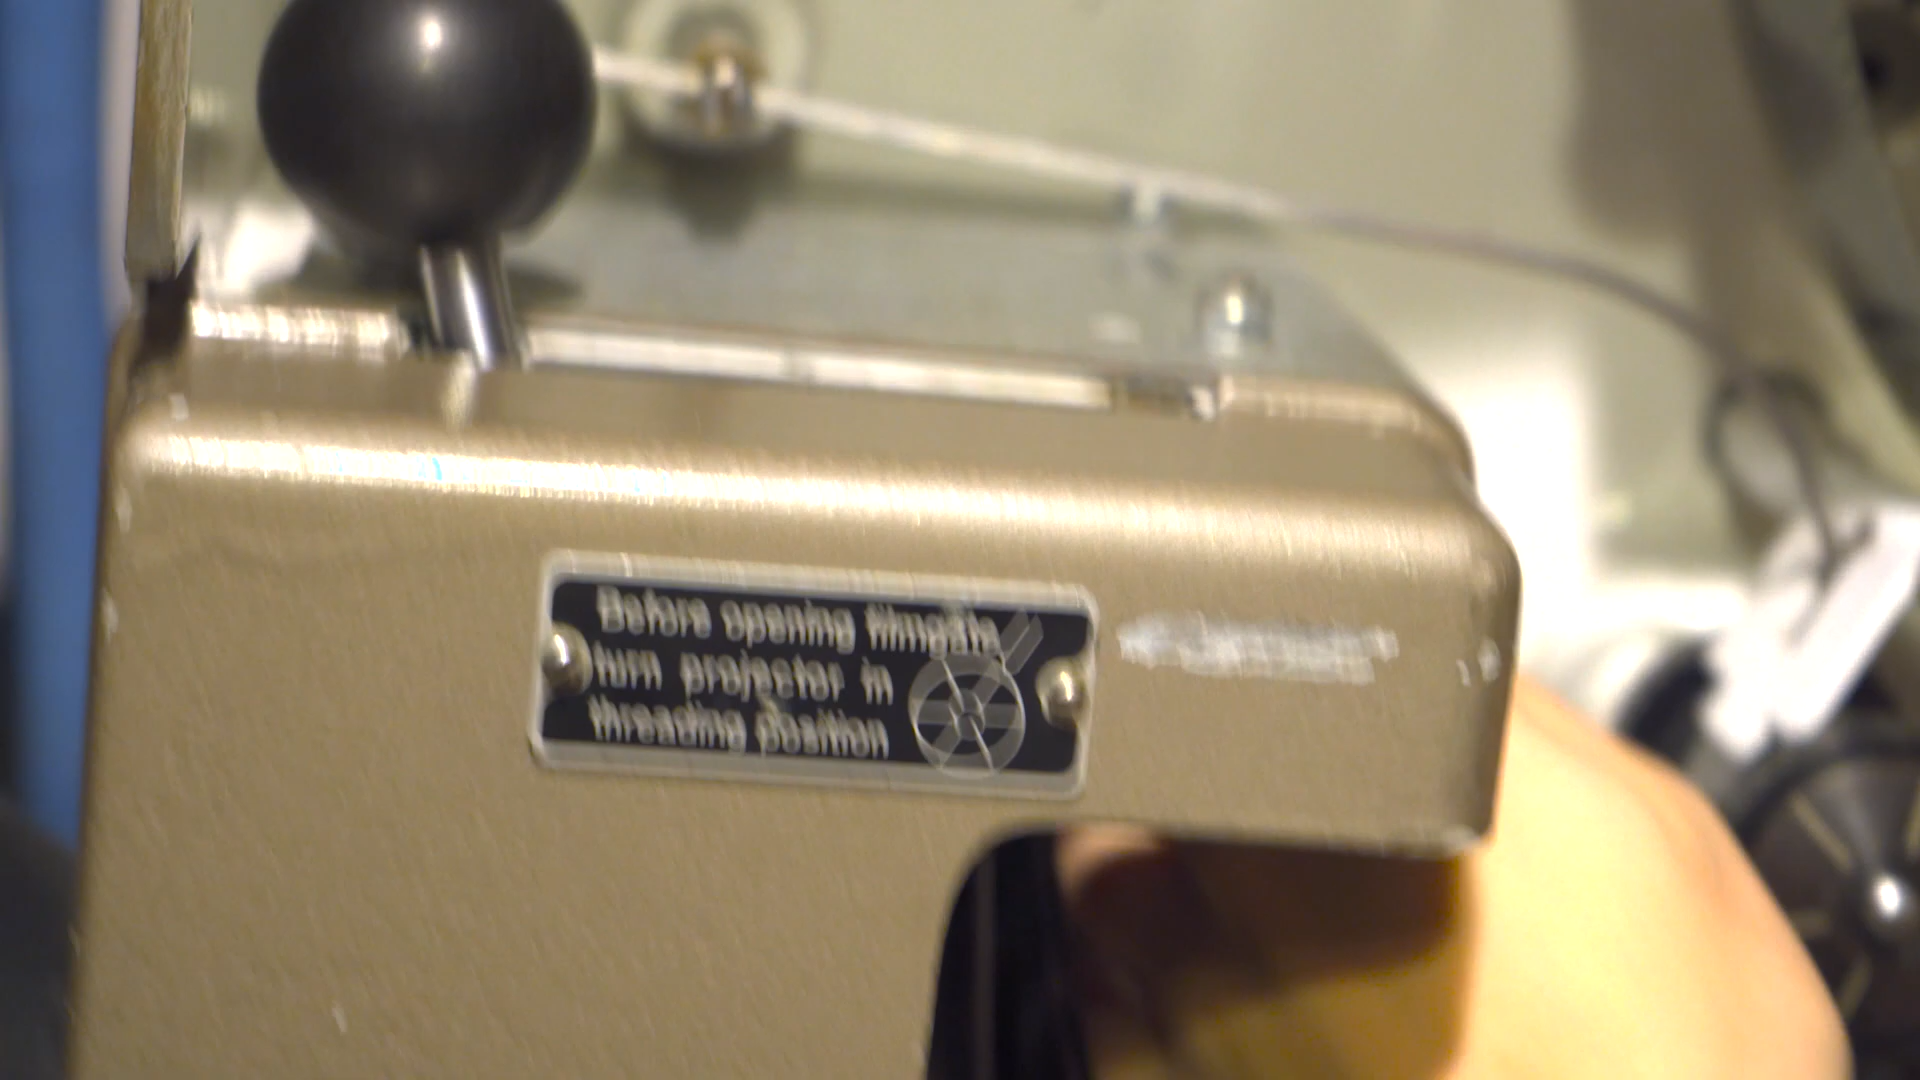 Before opening filmgate
turn projector in
threading position